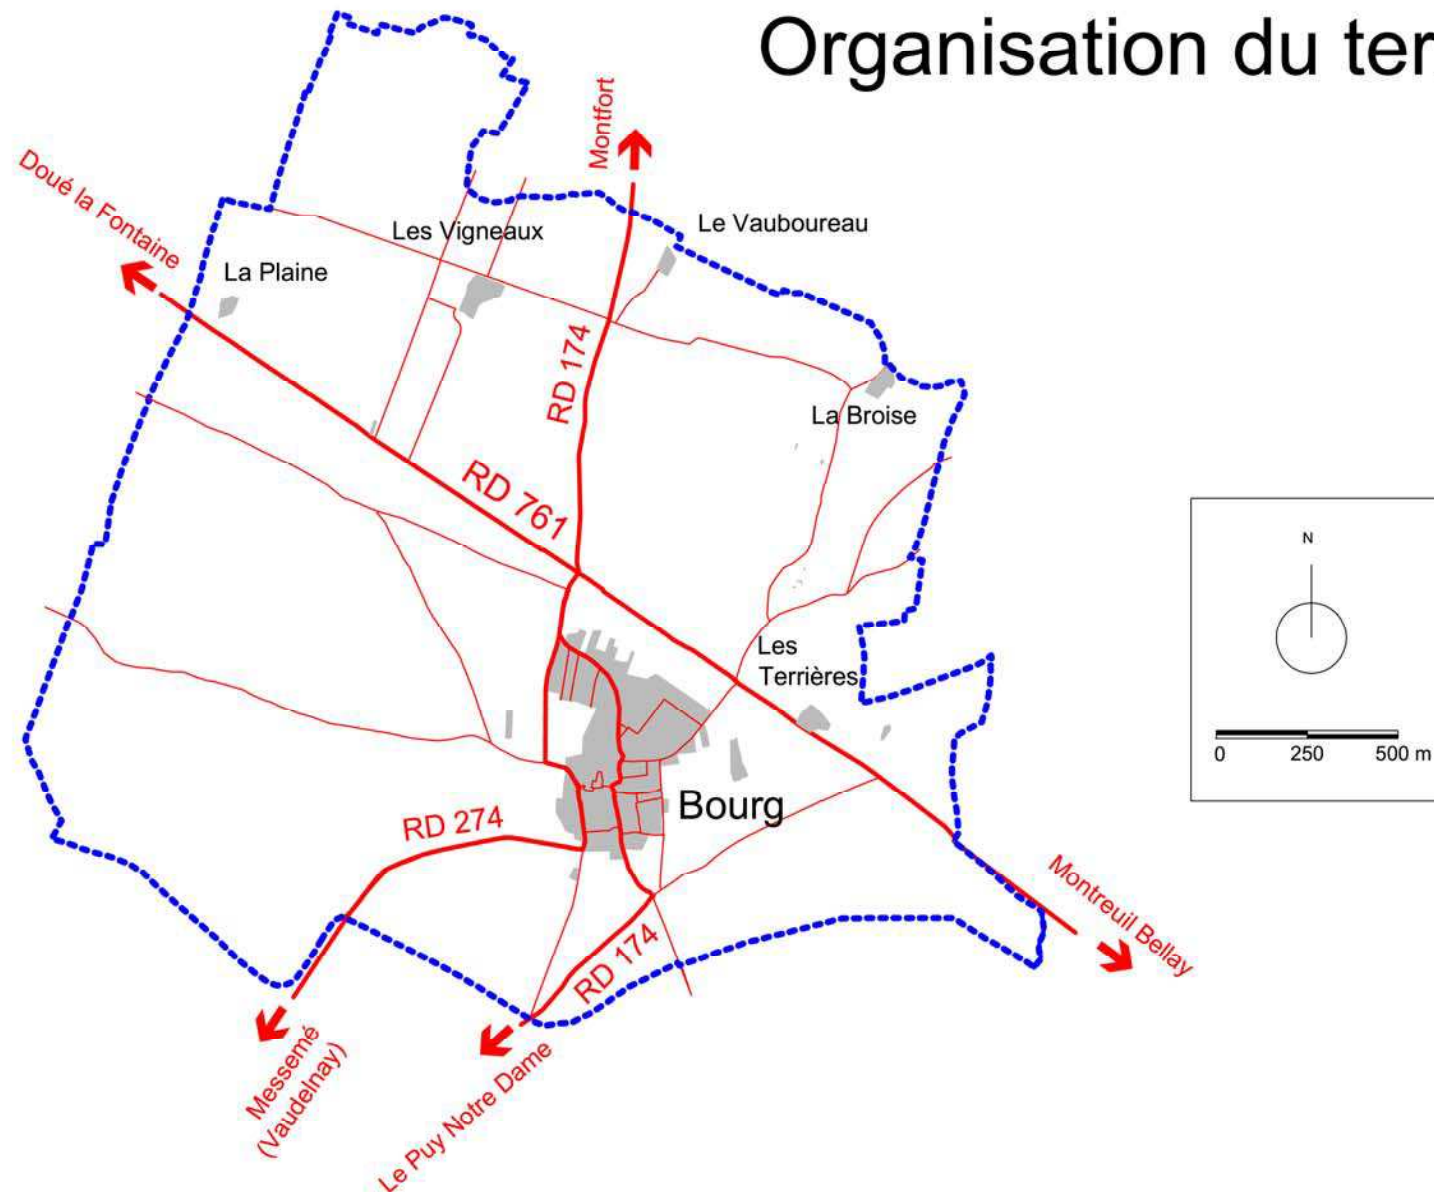 Organisation du ter
Montfort
Doué la Fontaine
Les Vigneaux
Le Vauboureau
La Plaine
RD 174
La Broise
RD 761
N
Les
Terrières
0 250 500 m
Bourg
RD 274
Montreuil Bellay
RD 174
Messemé
(Vaudelnay)
Le Puy Notre Dame